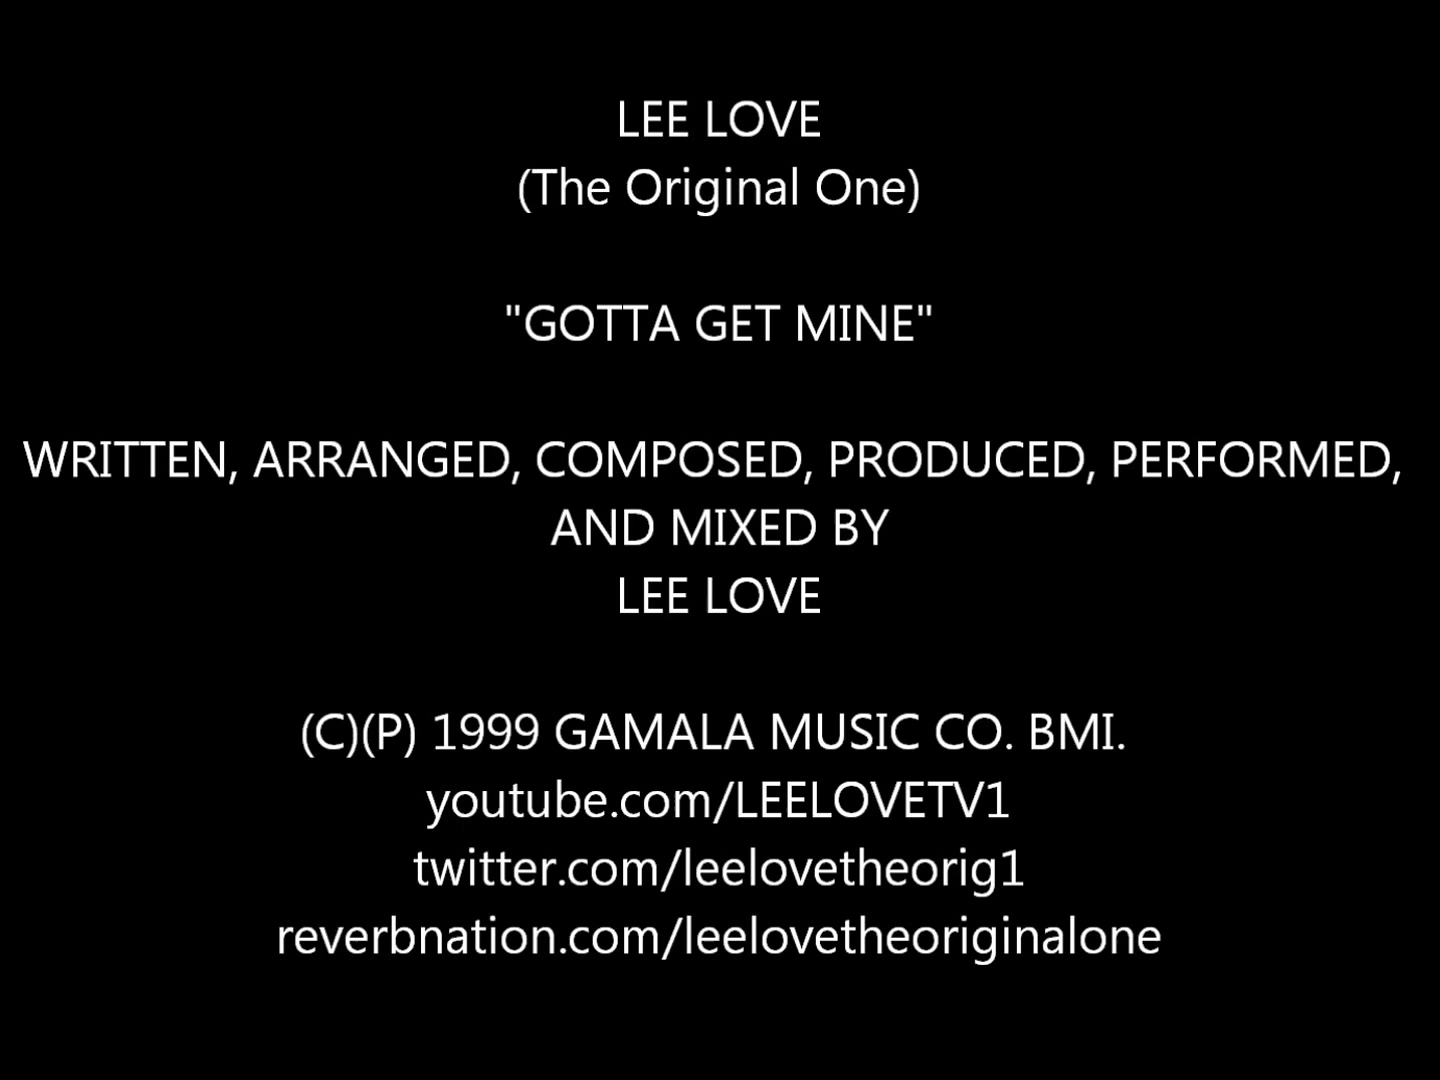 LEE LOVE
(The Original One)
"GOTTA GET MINE"
WRITTEN, ARRANGED, COMPOSED, PRODUCED, PERFORMED,
AND MIXED BY
LEE LOVE
(C)(P) 1999 GAMALA MUSIC CO. BMI.
youtube.com/LEELOVETV1
twitter.com/leelovetheorig1
reverbnation.com/leelovetheoriginalone